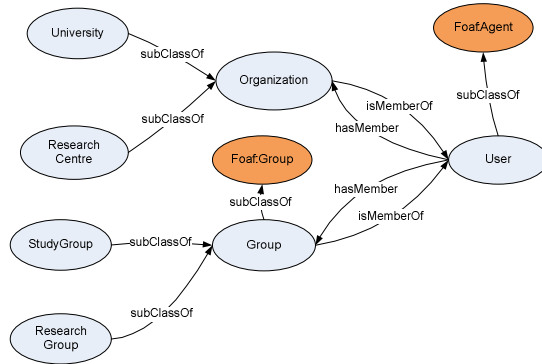 University
Foaf:Agent
subClassOf
Organization
subClassOf
isMemberOf
subClassOf
hasMember
Research
Centre
Foaf:Group
User
hasMember
subClassOf
isMemberOf
StudyGroup
subClassOf
Group
subClassOf
Research
Group